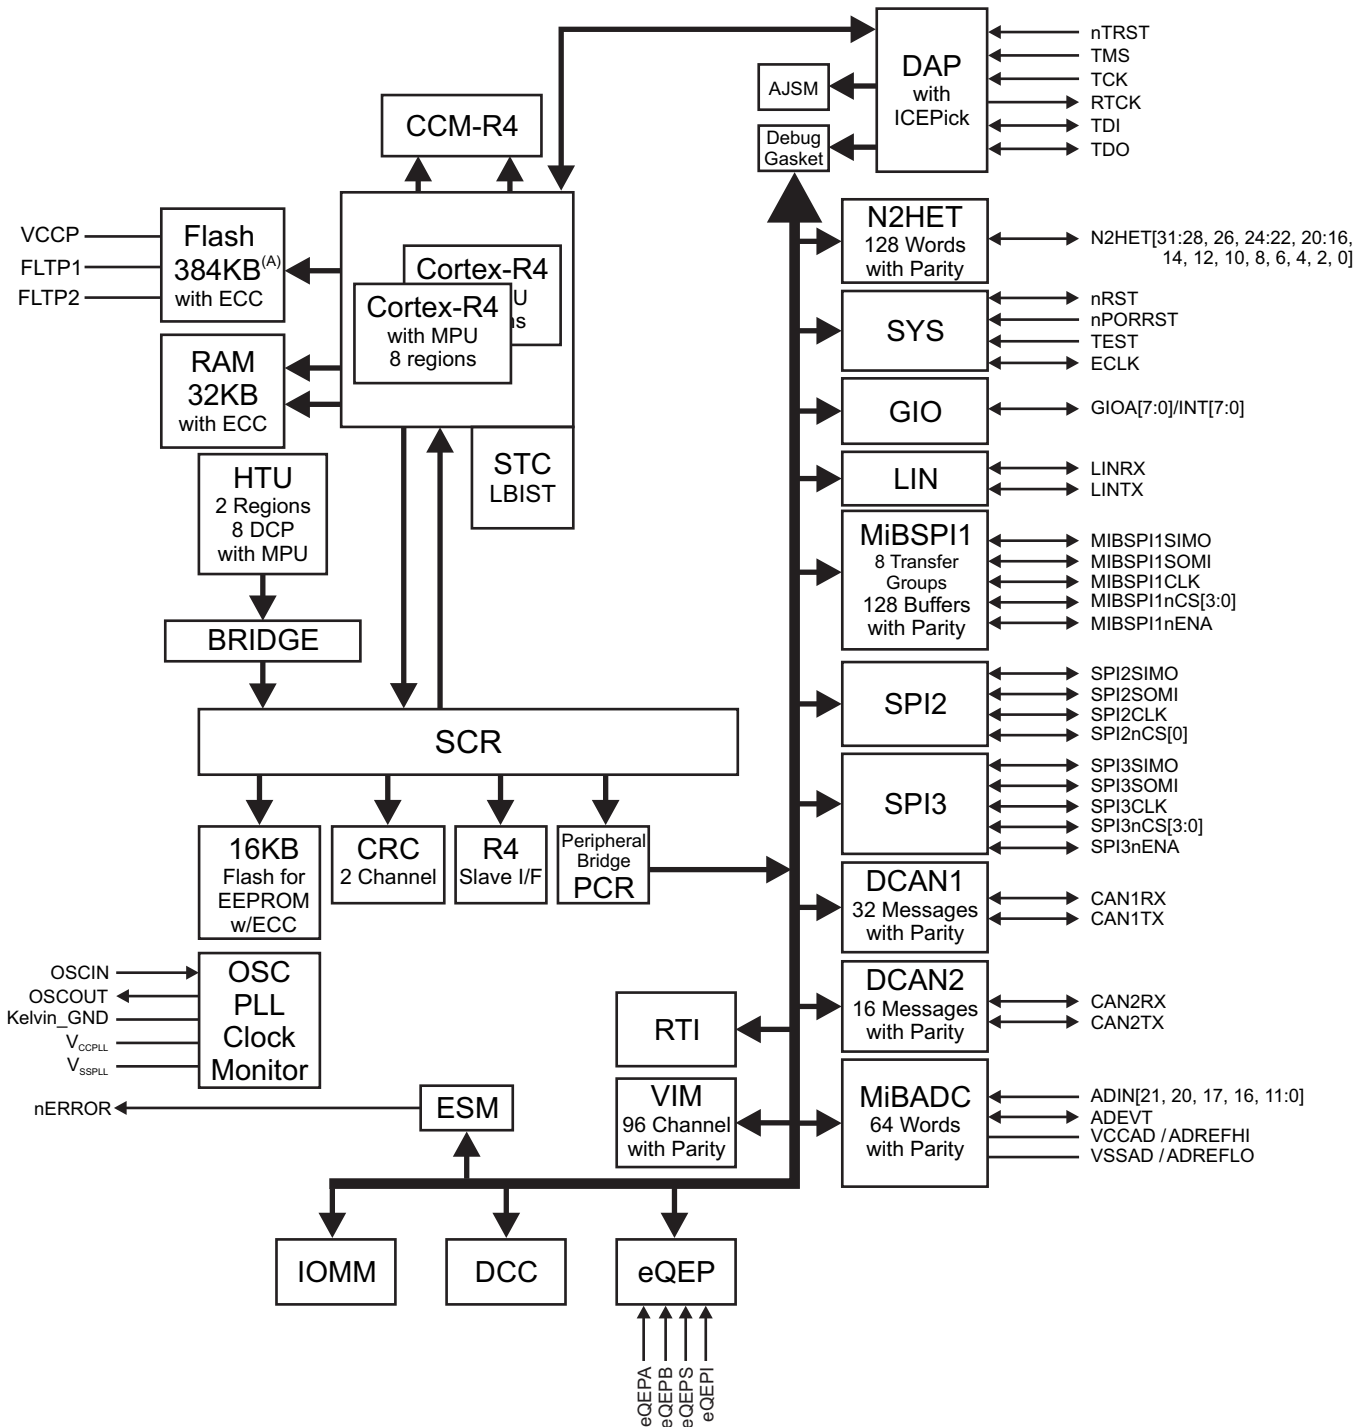 DAP
with
ICEPick
nTRST
TMS
TCK
RTCK
TDI
TDO
AJSM
Debug
Gasket
CCM-R4
VCCP
FLTP1
FLTP2
Flash
384KB(A)
with ECC
Cortex-R4
U
ns
Cortex-R4
with MPU
8 regions
RAM
32KB
with ECC
STC
LBIST
HTU
2 Regions
8 DCP
with MPU
BRIDGE
SCR
16KB
Flash for
EEPROM
w/ECC
CRC
2 Channel
R4
Slave I/F
Peripheral
Bridge
PCR
N2HET
128 Words
with Parity
N2HET[31:28, 26, 24:22, 20:16,
14, 12, 10, 8, 6, 4, 2, 0]
SYS
nRST
nPORRST
TEST
ECLK
GIO
GIOA[7:0]/INT[7:0]
LIN
LINRX
LINTX
MiBSPI1
8 Transfer
Groups
128 Buffers
with Parity
MIBSPI1SIMO
MIBSPI1SOMI
MIBSPI1CLK
MIBSPI1nCS[3:0]
MIBSPI1nENA
SPI2
SPI2SIMO
SPI2SOMI
SPI2CLK
SPI2nCS[0]
SPI3
SPI3SIMO
SPI3SOMI
SPI3CLK
SPI3nCS[3:0]
SPI3nENA
DCAN1
32 Messages
with Parity
CAN1RX
CAN1TX
DCAN2
16 Messages
with Parity
CAN2RX
CAN2TX
MiBADC
64 Words
with Parity
ADIN[21, 20, 17, 16, 11:0]
ADEVT
VCCAD / ADREFHI
VSSAD / ADREFLO
OSCIN
OSCOUT
Kelvin_GND
VCCPLL
VSSPLL
OSC
PLL
Clock
Monitor
RTI
VIM
96 Channel
with Parity
nERROR
ESM
IOMM
DCC
eQEP
eQEPA
eQEPB
eQEPS
eQEPI